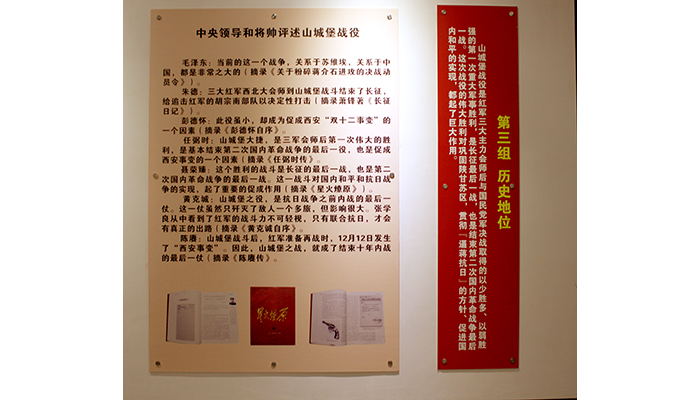 中央领导和将帅评述山城堡战役
毛泽东：当前的这一个战争，关系于苏维埃，关系于中
国，都是非常之大的（摘录《关于粉碎蒋介石进攻的决战动
员令》）。
朱德：三大红军西北大会师到山城堡战斗结束了长征，
给追击红军的胡宗南部队以决定性打击（摘录萧锋著《长征
日记》）。
彭德怀：此役虽小，却成为促成西安“双十二事变”的
一个因素（摘录《彭德怀自序》。
任弼时：山城堡大捷，是三军会师后第一次伟大的胜
利，是基本结束第二次国内革命战争的最后一役，也是促成
西安事变的一个因素（摘录《任弼时传》。
聂荣臻：这个胜利的战斗是长征的最后一战，也是第二
次国内革命战争的最后一战。这一战斗对国内和平和抗日战
争的实现，起了重要的促成作用（摘录《星火燎原》）。
黄克诚：山城堡之役，是抗日战争之前内战的最后一
仗。这一仗虽然只歼灭了敌人一个多旅，但影响很大。张学
良从中看到了红军的战斗力不可轻视，只有联合抗日，才会
有真正的出路（摘录《黄克诚自序》。
陈赓：山城堡战斗后，红军准备再战时，12月12日发生
了“西安事变”。因此，山城堡之战，就成了结束十年内战
的最后一仗（摘录《陈赓传》。
星火燎原
第三组 历史地位
山城堡战役是红军三大主力会师后与国民党军决战取得的以少胜多、以弱胜
强的第一次重大军事胜利，是长征最后一战，也是结束第二次国内革命战争最后
一战。这次战役的伟大胜利对巩固陕甘苏区，贯彻「逼蒋抗日」的方针，促进国
内和平的实现，都起了巨大作用。